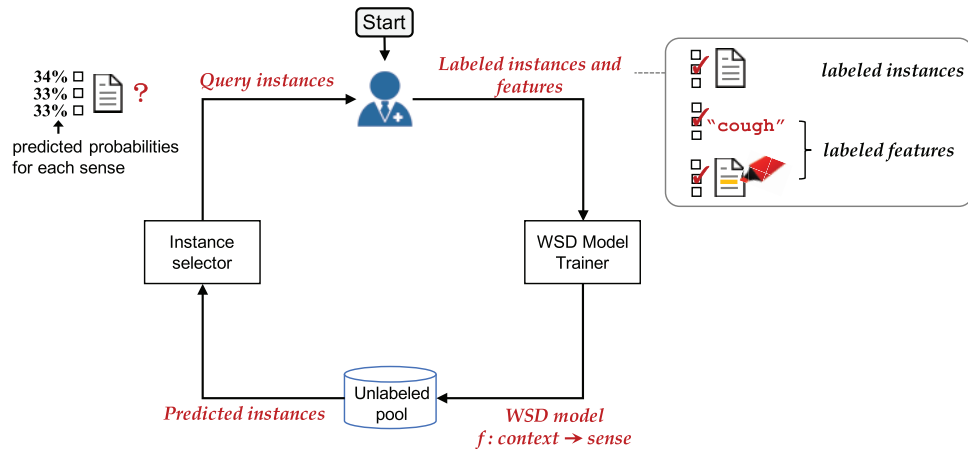 Start
34%
33%
33%
?
predicted probabilities
for each sense
Query instances
Labeled instances and
features
labeled instances
“cough”
labeled features
Instance
selector
WSD Model
Trainer
Unlabeled
pool
Predicted instances
WSD model
f : context → sense